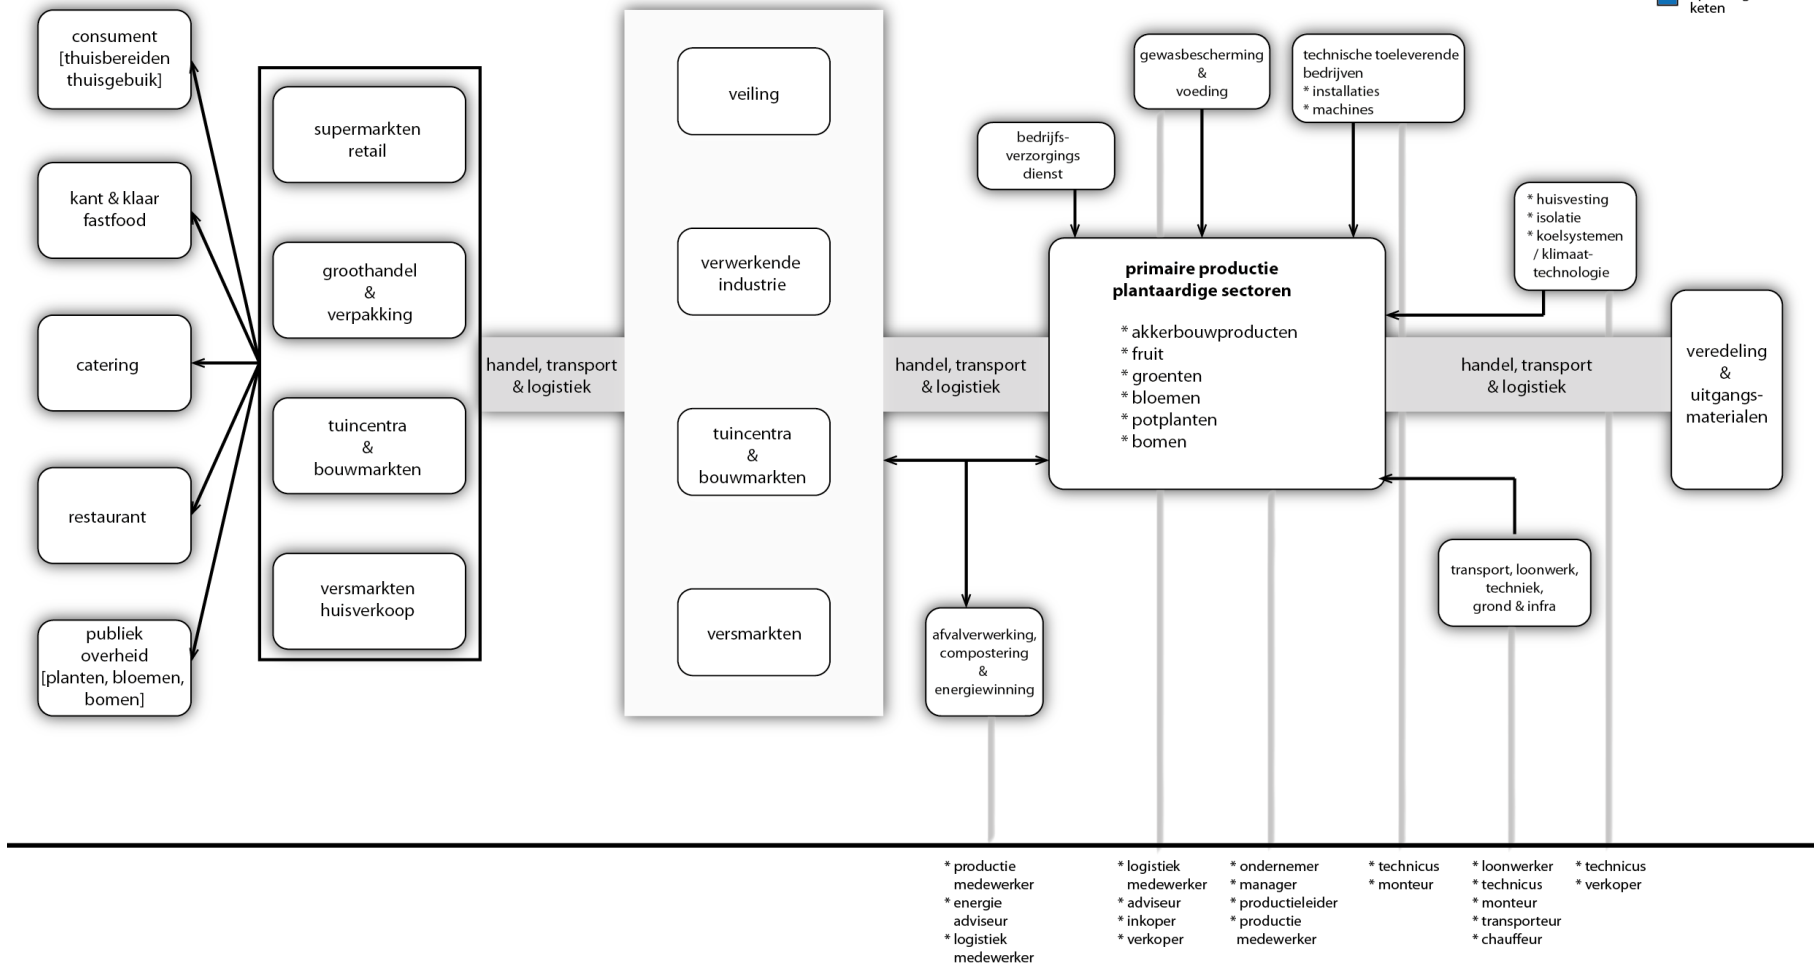 keten
consument
[thuisbereiden
thuisgebuik]
kant & klaar
fastfood
catering
restaurant
publiek
overheid
[planten, bloemen,
bomen]
supermarkten
retail
groothandel
&
verpakking
tuincentra
&
bouwmarkten
versmarkten
huisverkoop
handel, transport
& logistiek
veiling
verwerkende
industrie
tuincentra
&
bouwmarkten
versmarkten
handel, transport
& logistiek
bedrijfs-
verzorgings
dienst
gewasbescherming
&
voeding
technische toeleverende
bedrijven
* installaties
* machines
* huisvesting
* isolatie
* koelsystemen
/ klimaat-
technologie
primaire productie
plantaardige sectoren
* akkerbouwproducten
* fruit
* groenten
* bloemen
* potplanten
* bomen
handel, transport
& logistiek
veredeling
&
uitgangs-
materialen
transport, loonwerk,
techniek,
grond & infra
afvalverwerking,
compostering
&
energiewinning
* productie
medewerker
* energie
adviseur
* logistiek
medewerker
* logistiek
medewerker
* adviseur
* inkoper
* verkoper
* ondernemer
* manager
* productieleider
* productie
medewerker
* technicus
* monteur
* loonwerker
* technicus
* monteur
* transporteur
* chauffeur
* technicus
* verkoper